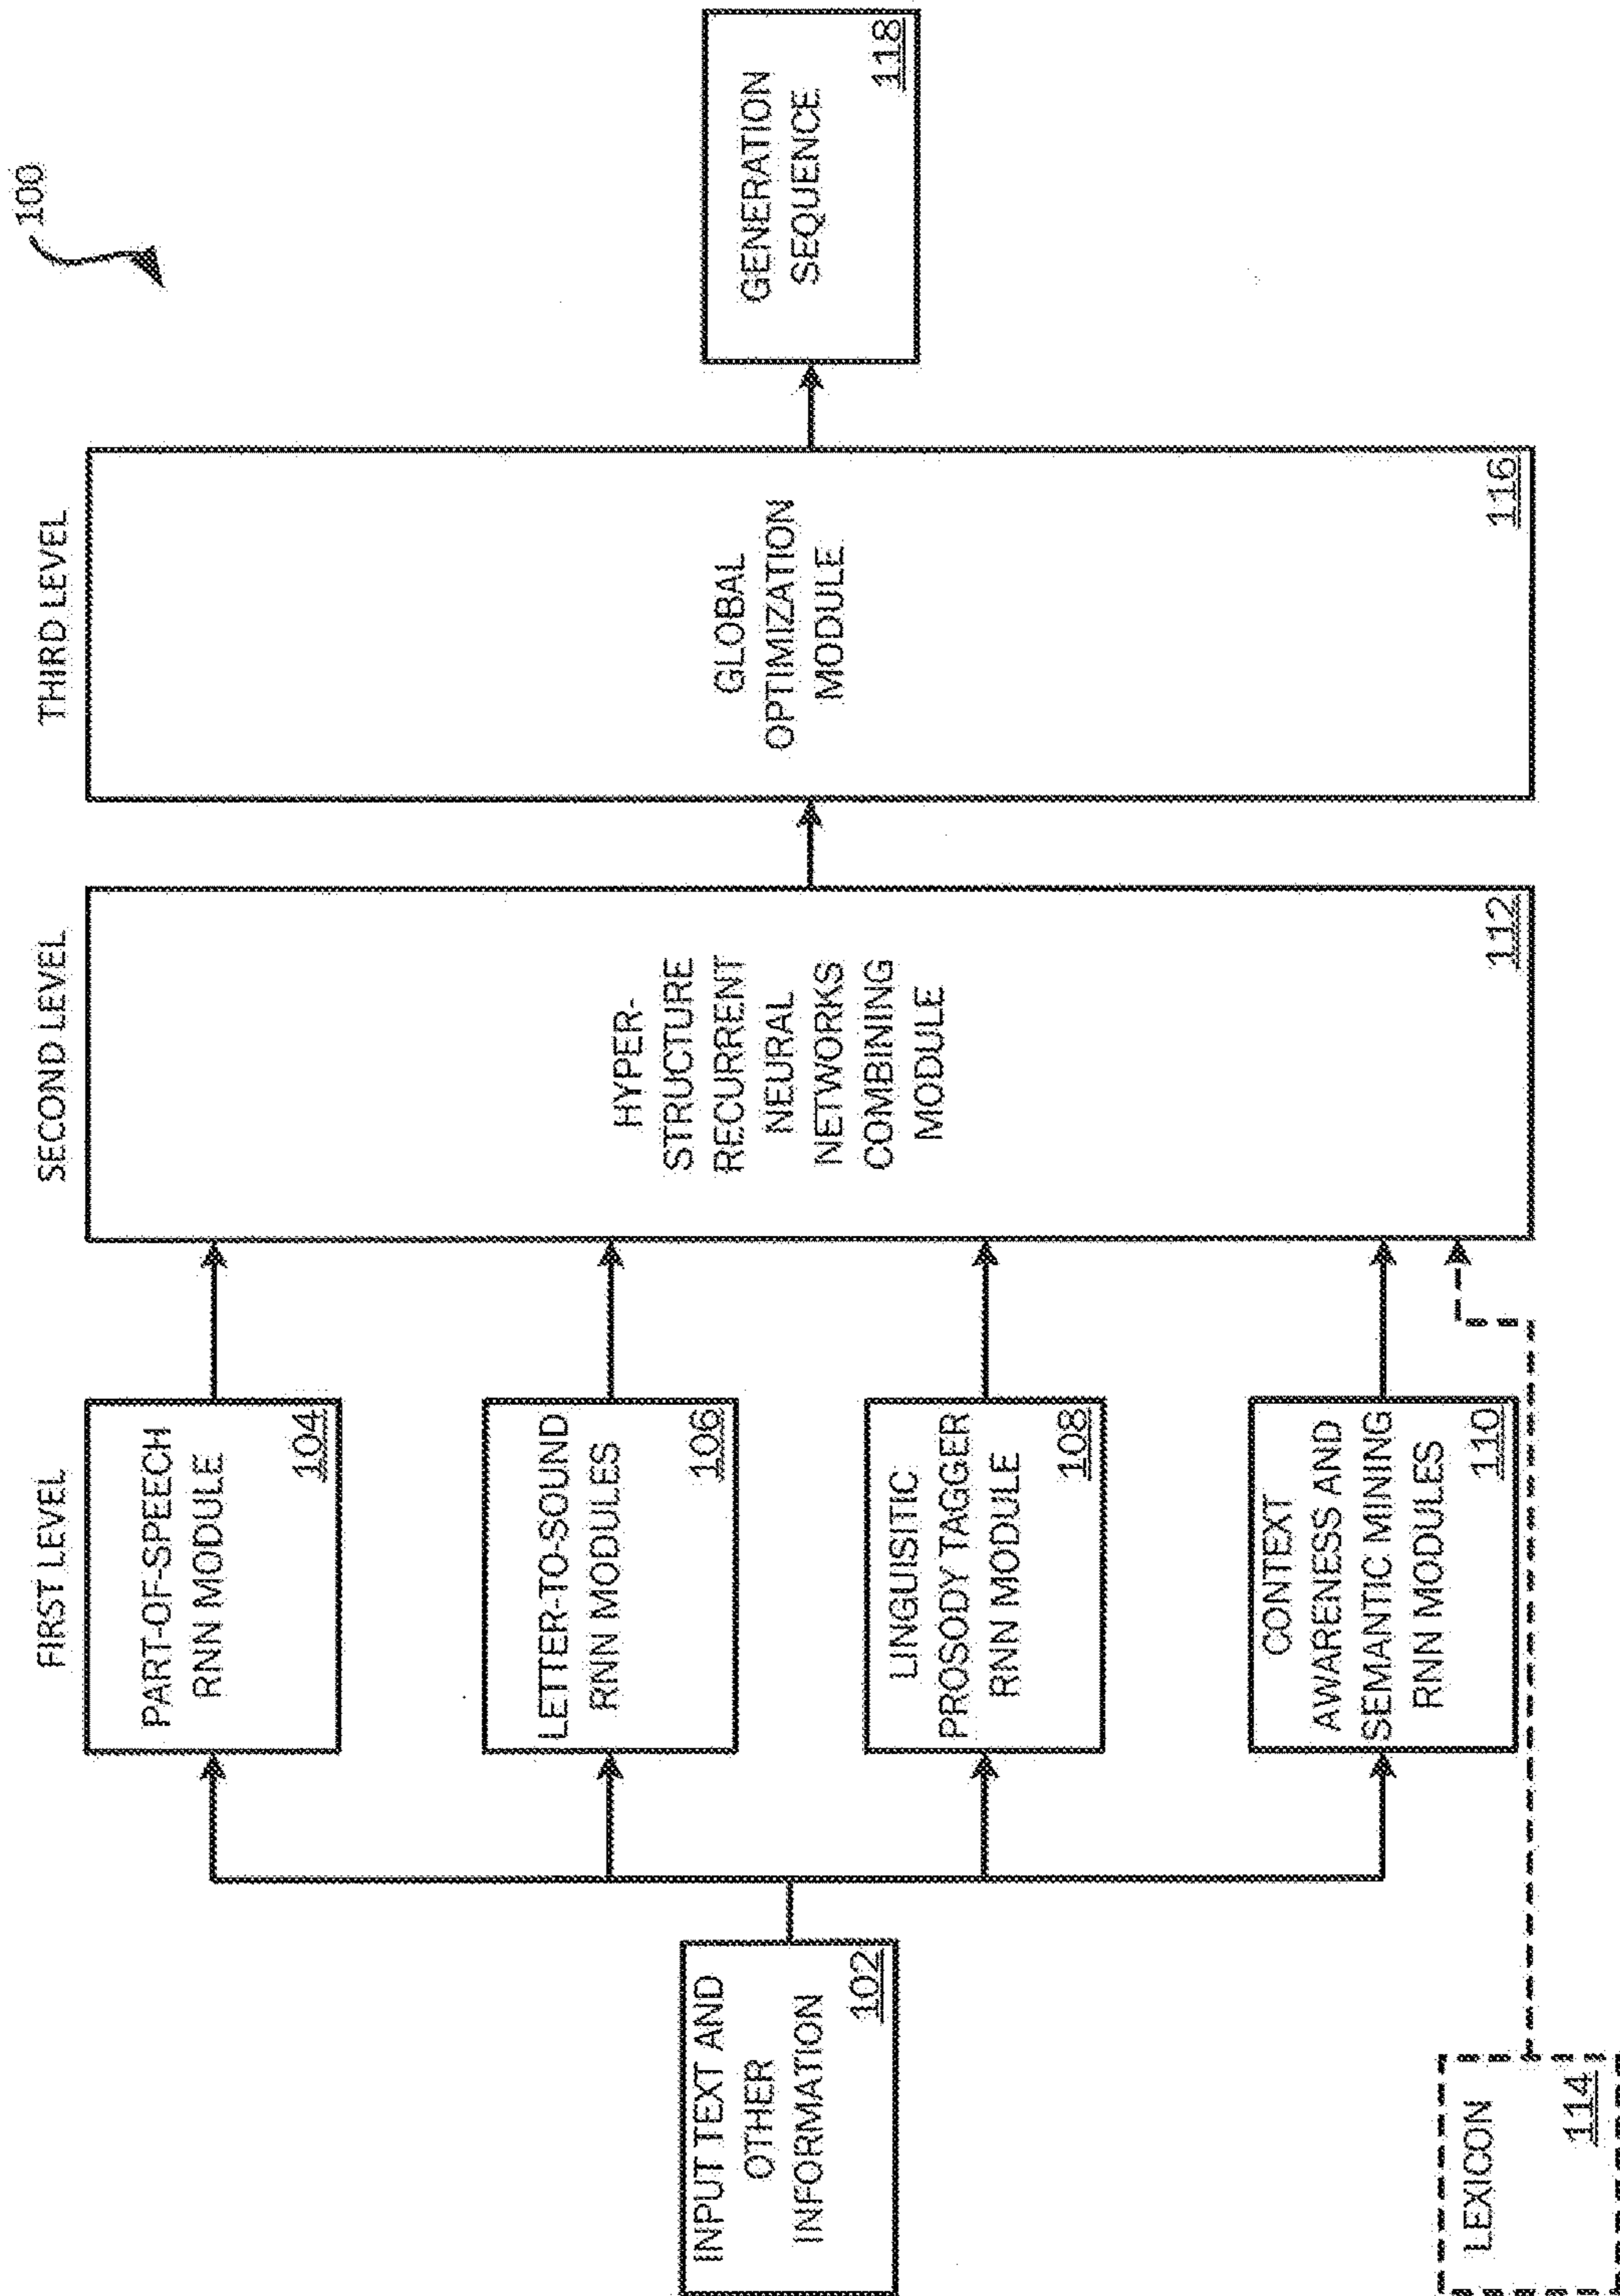 100
FIRST LEVEL
SECOND LEVEL
THIRD LEVEL
INPUT TEXT AND
OTHER
INFORMATION
102
PART-OF-SPEECH
RNN MODULE
104
LETTER-TO-SOUND
RNN MODULES
106
LINGUISITIC
PROSODY TAGGER
RNN MODULE
108
CONTEXT
AWARENESS AND
SEMANTIC MINING
RNN MODULES
110
LEXICON
114
HYPER-
STRUCTURE
RECURRENT
NEURAL
NETWORKS
COMBINING
MODULE
112
GLOBAL
OPTIMIZATION
MODULE
116
GENERATION
SEQUENCE
118